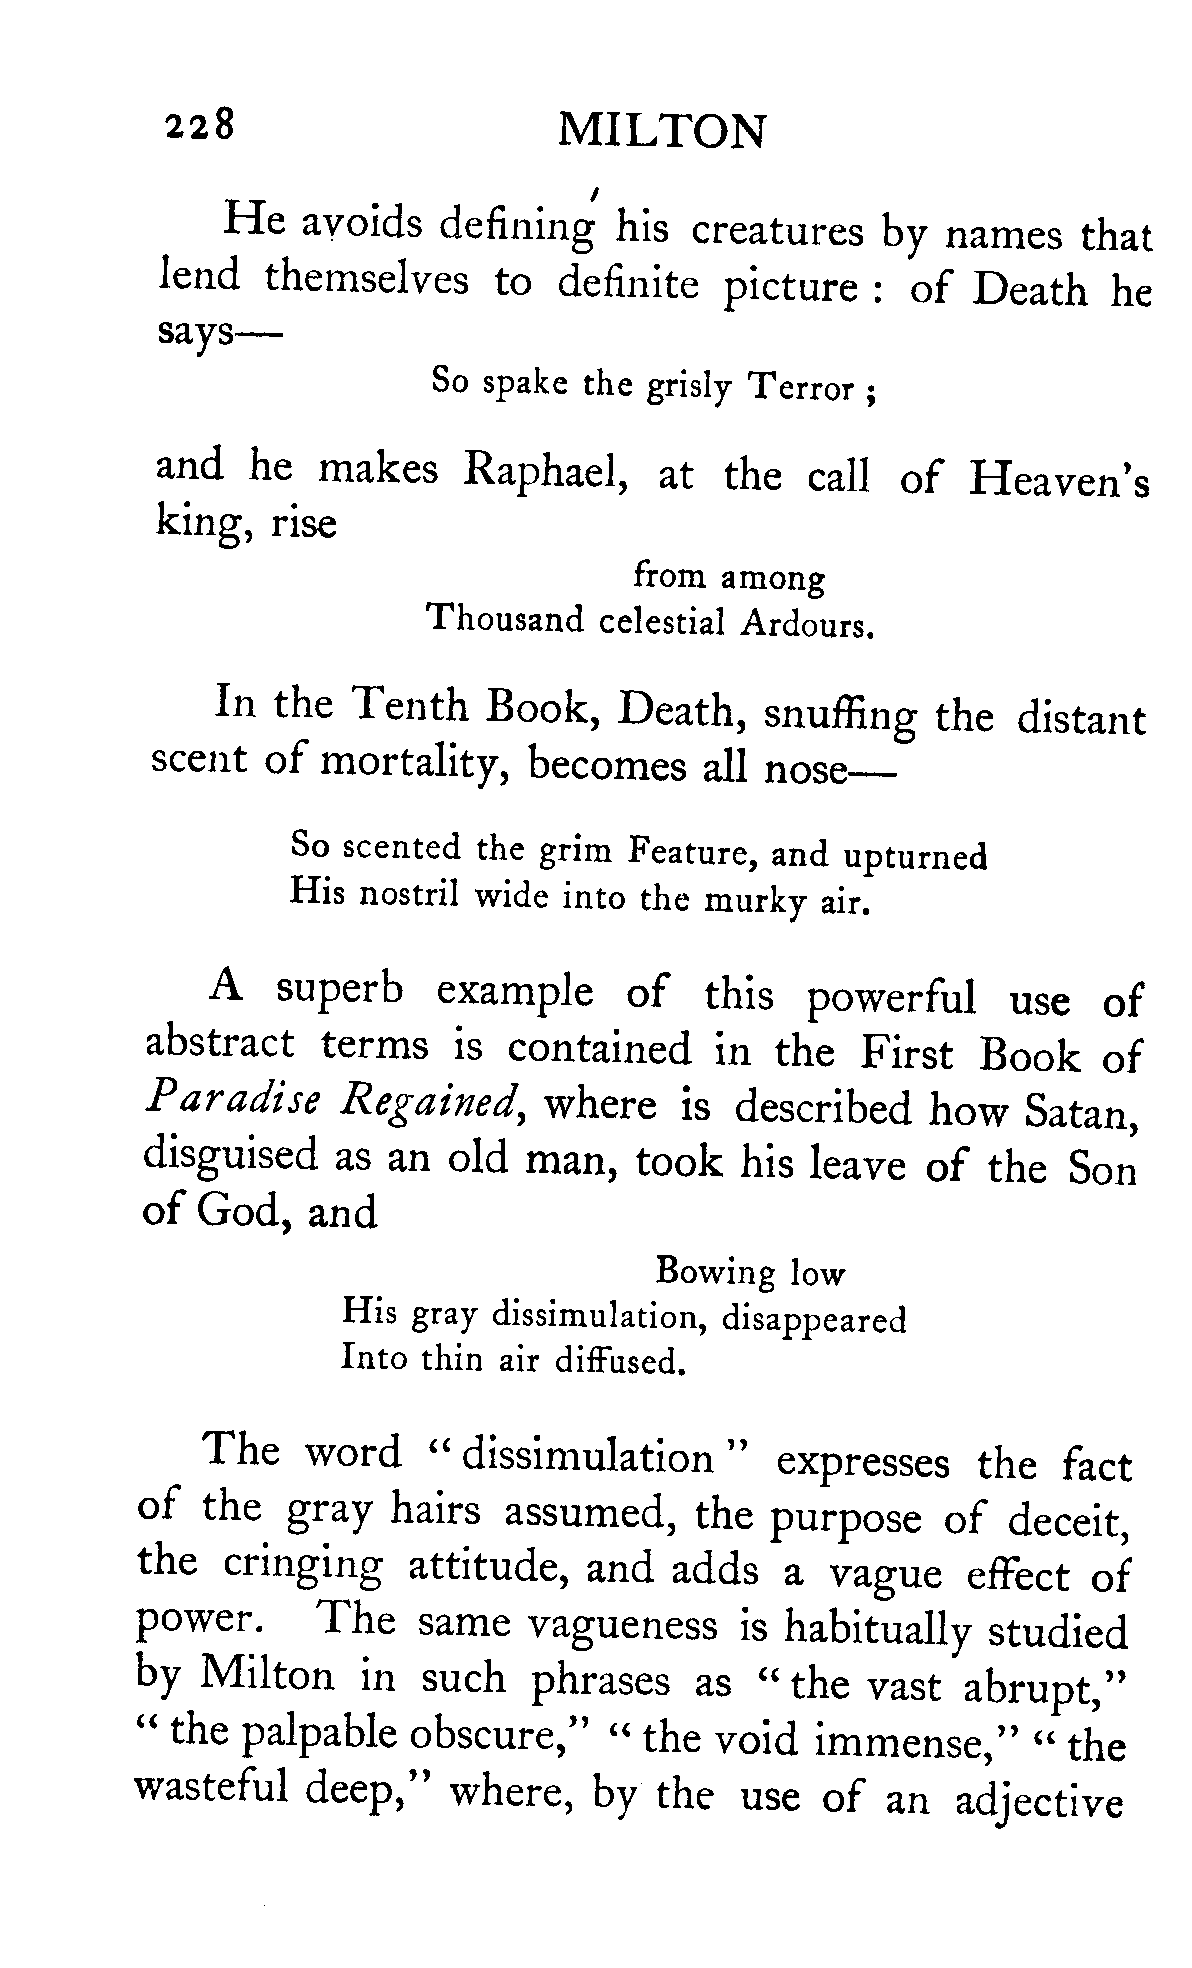 228 MILTON
He avoids defining his creatures by names that
lend themselves to definite picture : of Death he
says—
So spake the grisly Terror ;
and he makes Raphael, at the call of Heaven's
king, rise
from among
Thousand celestial Ardours.
In the Tenth Book, Death, snuffing the distant
scent of mortality, becomes all nose—
So scented the grim Feature, and upturned
His nostril wide into the murky air.
A superb example of this powerful use of
abstract terms is contained in the First Book of
Paradise Regained, where is described how Satan,
disguised as an old man, took his leave of the Son
of God, and
Bowing low
His gray dissimulation, disappeared
Into thin air diffused.
The word “ dissimulation ” expresses the fact
of the gray hairs assumed, the purpose of deceit,
the cringing attitude, and adds a vague effect of
power. The same vagueness is habitually studied
by Milton in such phrases as “ the vast abrupt,”
“ the palpable obscure,” “ the void immense,” “ the
wasteful deep,” where, by the use of an adjective